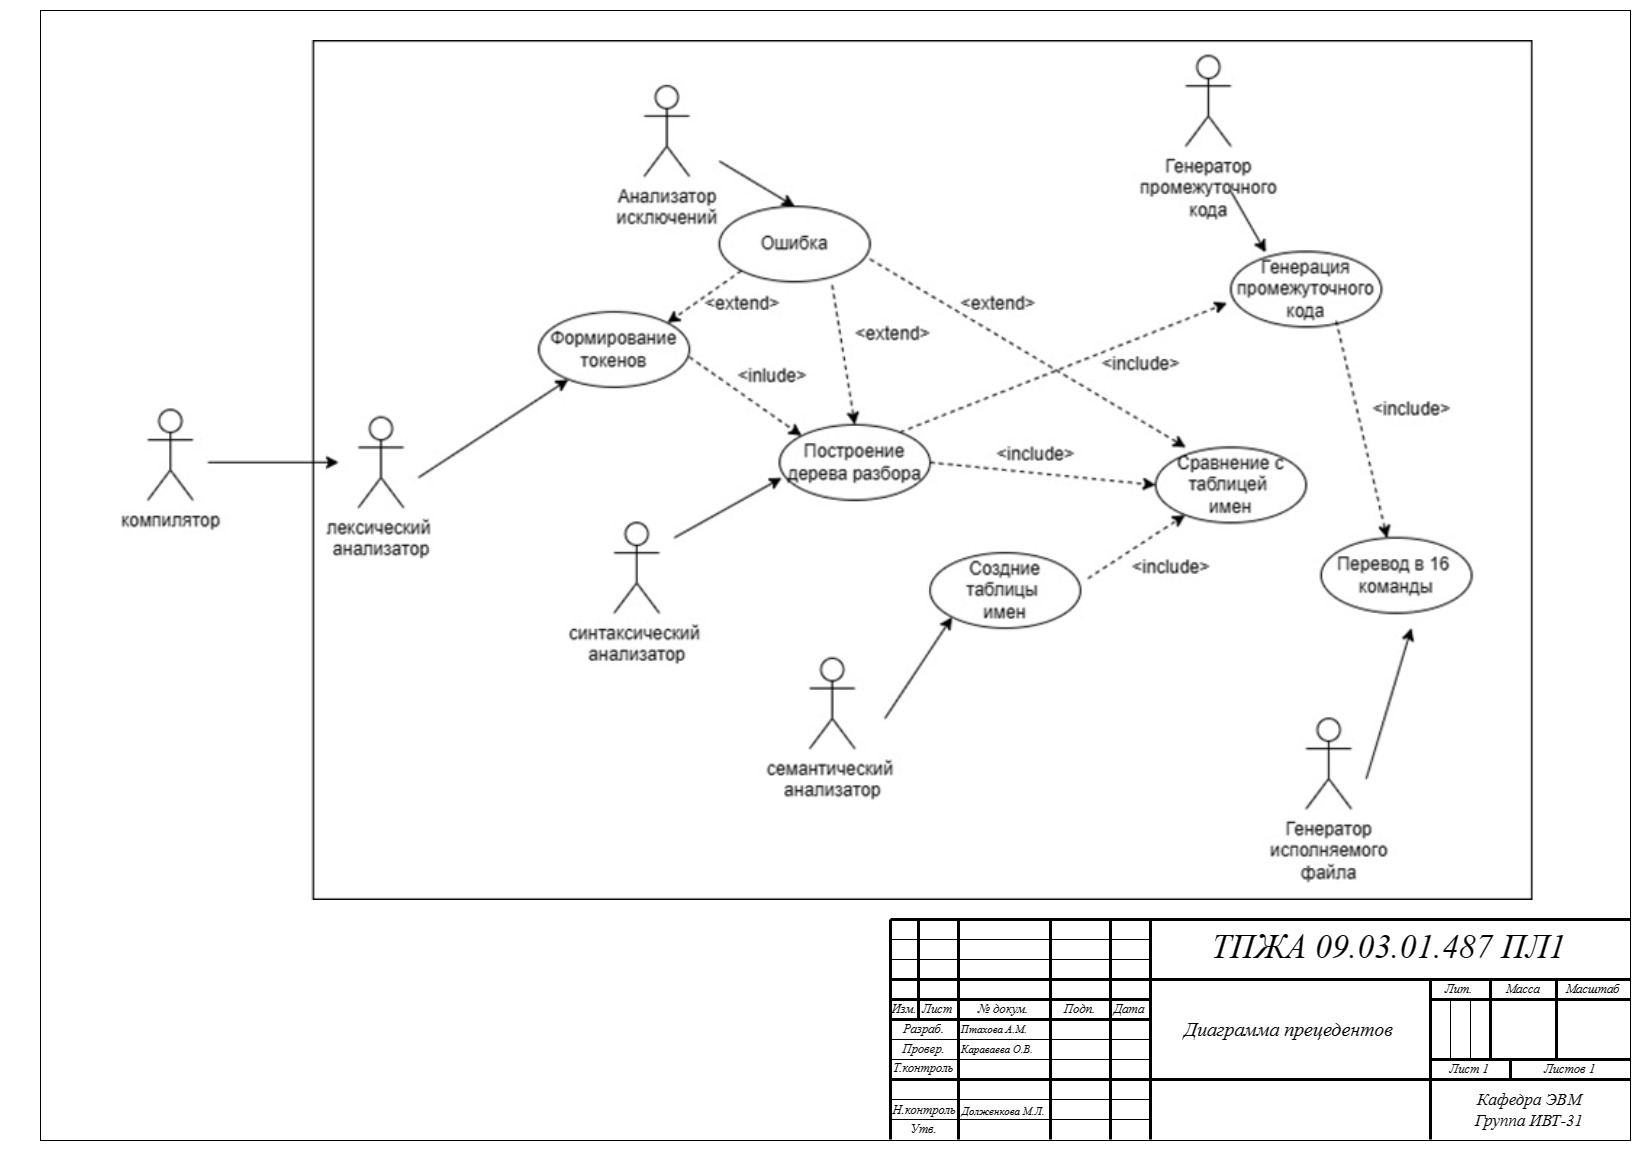 Генератор
промежуточного
кода
Анализатор
исключений
Ошибка
Генерация
промежуточного
кода
<extend>
<extend>
<extend>
Формирование
токенов
<inlude>
<include>
<include>
Построение
дерева разбора
<include>
Сравнение с
таблицей
имен
компилятор
лексический
анализатор
Создние
таблицы
имен
<include>
Перевод в 16
команды
синтаксический
анализатор
семантический
анализатор
Генератор
исполняемого
файла
ТПЖА 09.03.01.487 ПЛ1
Лит. Масса Масштаб
Изм. Лист № докум. Подп. Дата
Разраб. Птахова А.М.
Диаграмма прецедентов
Провер. Караваева О.В.
Т.контроль
Лист 1 Листов 1
Н.контроль Долженкова М.Л.
Утв.
Кафедра ЭВМ
Группа ИВТ-31